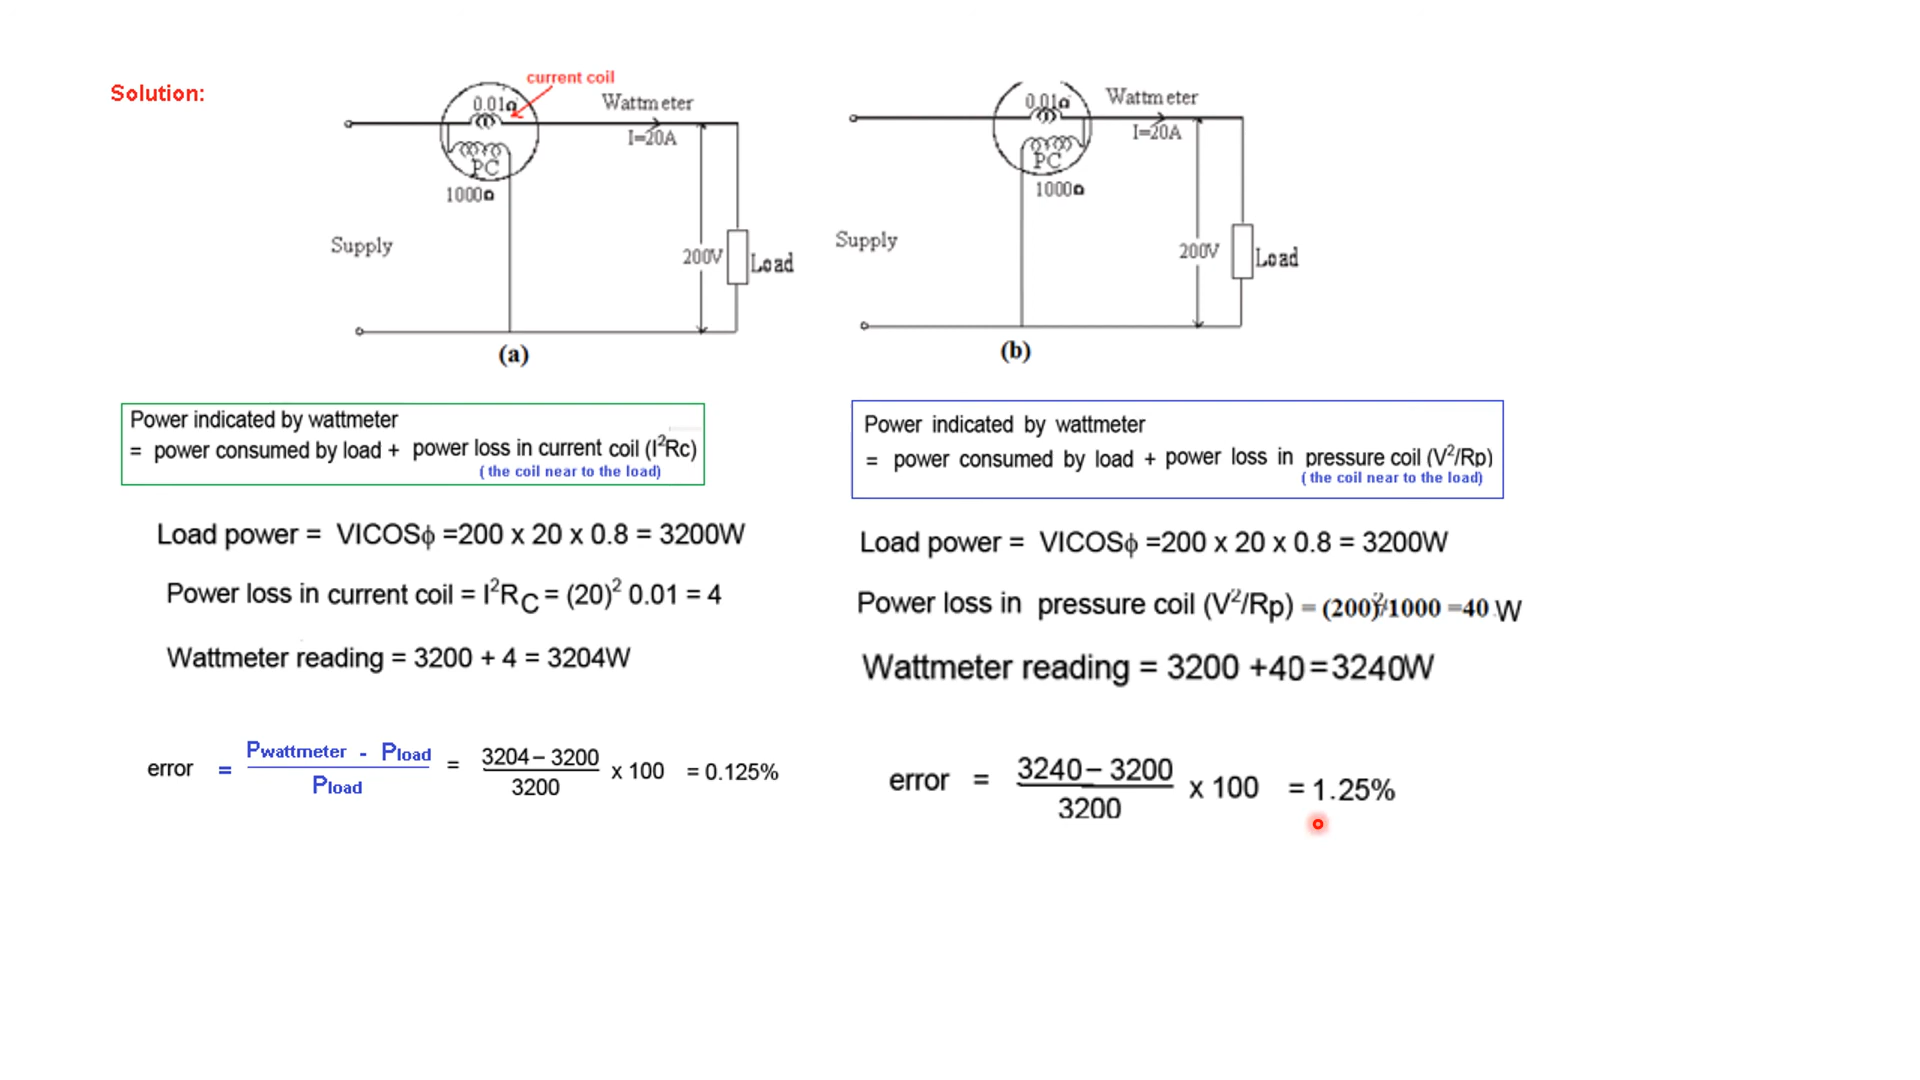 Solution:
current coil
0.01Ω
Wattmeter
I=20A
PC
1000Ω
Supply
200V
Load
(a)
0.01Ω
Wattmeter
I=20A
PC
1000Ω
Supply
200V
Load
(b)
Power indicated by wattmeter
= power consumed by load + power loss in current coil (I²Rc)
( the coil near to the load)
Load power = VICOSϕ =200 x 20 x 0.8 = 3200W
Power loss in current coil = I²RC = (20)² 0.01 = 4
Wattmeter reading = 3200 + 4 = 3204W
error = Pwattmeter - Pload / Pload = 3204 – 3200 / 3200 x 100 = 0.125%
Power indicated by wattmeter
= power consumed by load + power loss in pressure coil (V²/Rp)
( the coil near to the load)
Load power = VICOSϕ =200 x 20 x 0.8 = 3200W
Power loss in pressure coil (V²/Rp) = (200)²/1000 =40 W
Wattmeter reading = 3200 +40=3240W
error = 3240 – 3200 / 3200 x 100 = 1.25%